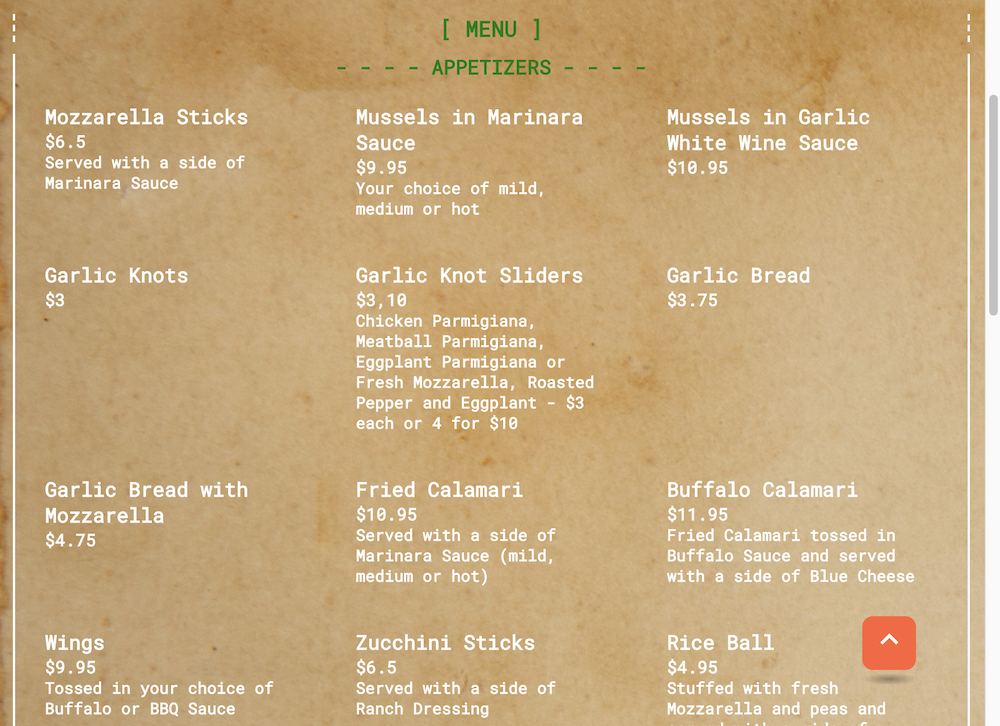 [ MENU ]
- - - - APPETIZERS - - - -
Mozzarella Sticks
$6.5
Served with a side of
Marinara Sauce
Mussels in Marinara
Sauce
$9.95
Your choice of mild,
medium or hot
Mussels in Garlic
White Wine Sauce
$10.95
Garlic Knots
$3
Garlic Knot Sliders
$3,10
Chicken Parmigiana,
Meatball Parmigiana,
Eggplant Parmigiana or
Fresh Mozzarella, Roasted
Pepper and Eggplant - $3
each or 4 for $10
Garlic Bread
$3.75
Garlic Bread with
Mozzarella
$4.75
Fried Calamari
$10.95
Served with a side of
Marinara Sauce (mild,
medium or hot)
Buffalo Calamari
$11.95
Fried Calamari tossed in
Buffalo Sauce and served
with a side of Blue Cheese
Wings
$9.95
Tossed in your choice of
Buffalo or BBQ Sauce
Zucchini Sticks
$6.5
Served with a side of
Ranch Dressing
Rice Ball
$4.95
Stuffed with fresh
Mozzarella and peas and